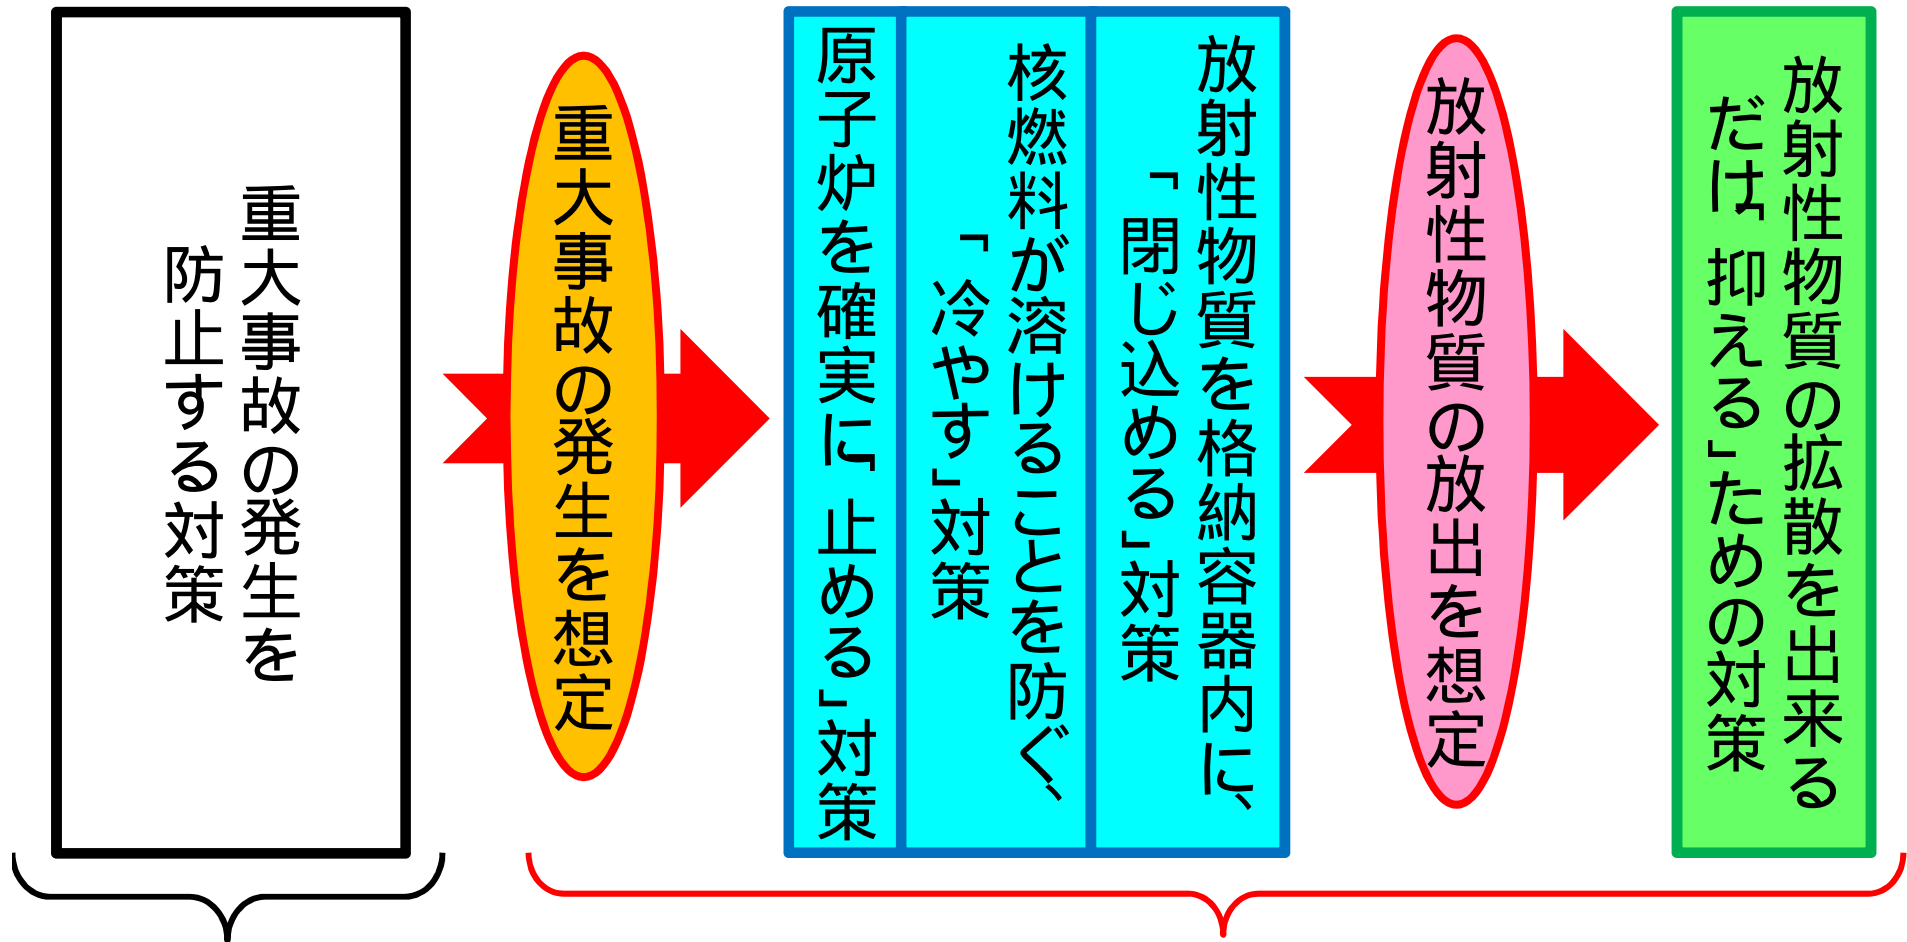 重大事故の発生を
防止する対策
重大事故の発生を想定
原子炉を確実に「止める」対策
核燃料が溶けることを防ぐ、
「冷やす」対策
放射性物質を格納容器内に、
「閉じ込める」対策
放射性物質の放出を想定
放射性物質の拡散を出来る
だけ「抑える」ための対策